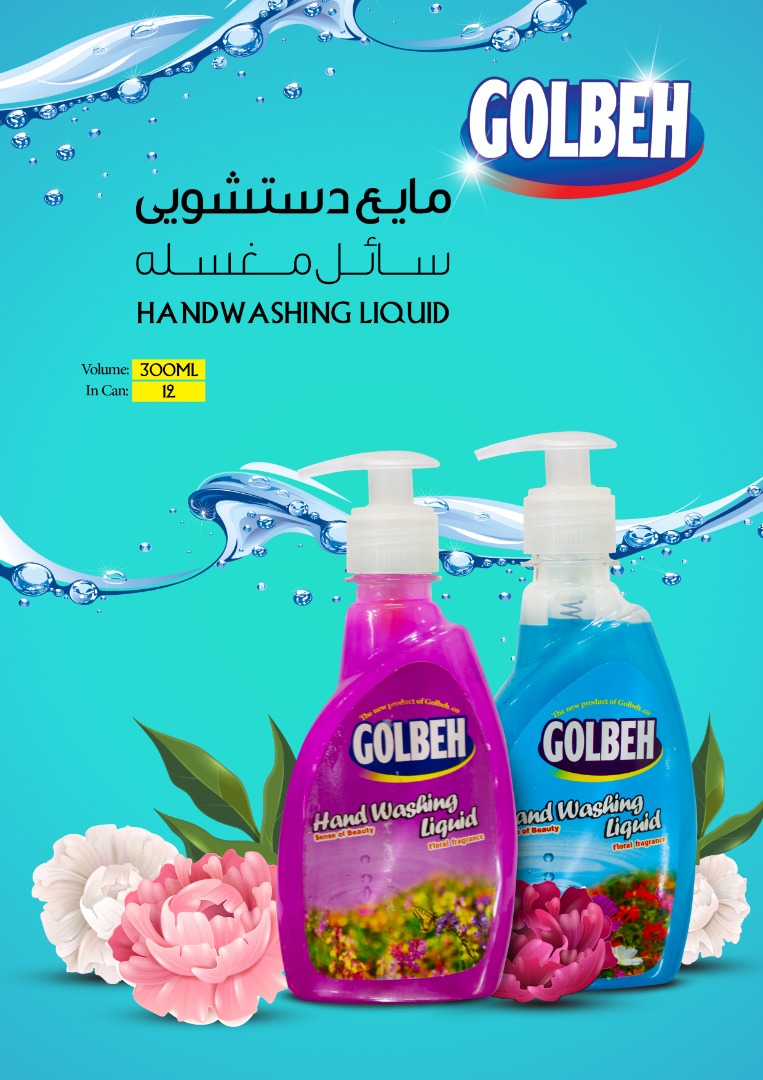 GOLBEH
مایع دستشویی
سائل مغسله
HANDWASHING LIQUID
Volume: 300ML
In Can: 12
The new product of Golbeh.co
GOLBEH
Hand Washing
Liquid
Sense of Beauty
Floral fragrance
The new product of Golbeh.co
GOLBEH
and Washing
Liquid
of Beauty
Floral fragrance